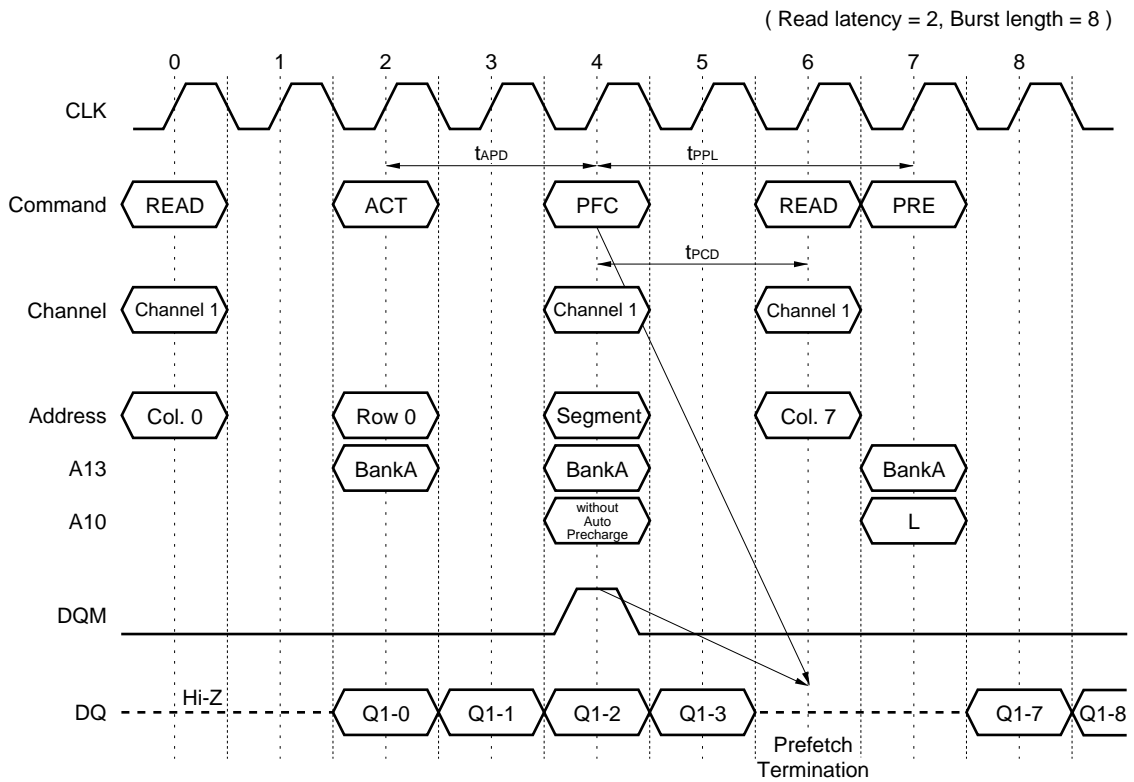 ( Read latency = 2, Burst length = 8 )
0 1 2 3 4 5 6 7 8
CLK
tAPD tPPL
Command READ ACT PFC READ PRE
tPCD
Channel Channel 1 Channel 1 Channel 1
Address Col. 0 Row 0 Segment Col. 7
A13 BankA BankA BankA
A10 without Auto Precharge L
DQM
Hi-Z
DQ Q1-0 Q1-1 Q1-2 Q1-3 Q1-7 Q1-8
Prefetch
Termination